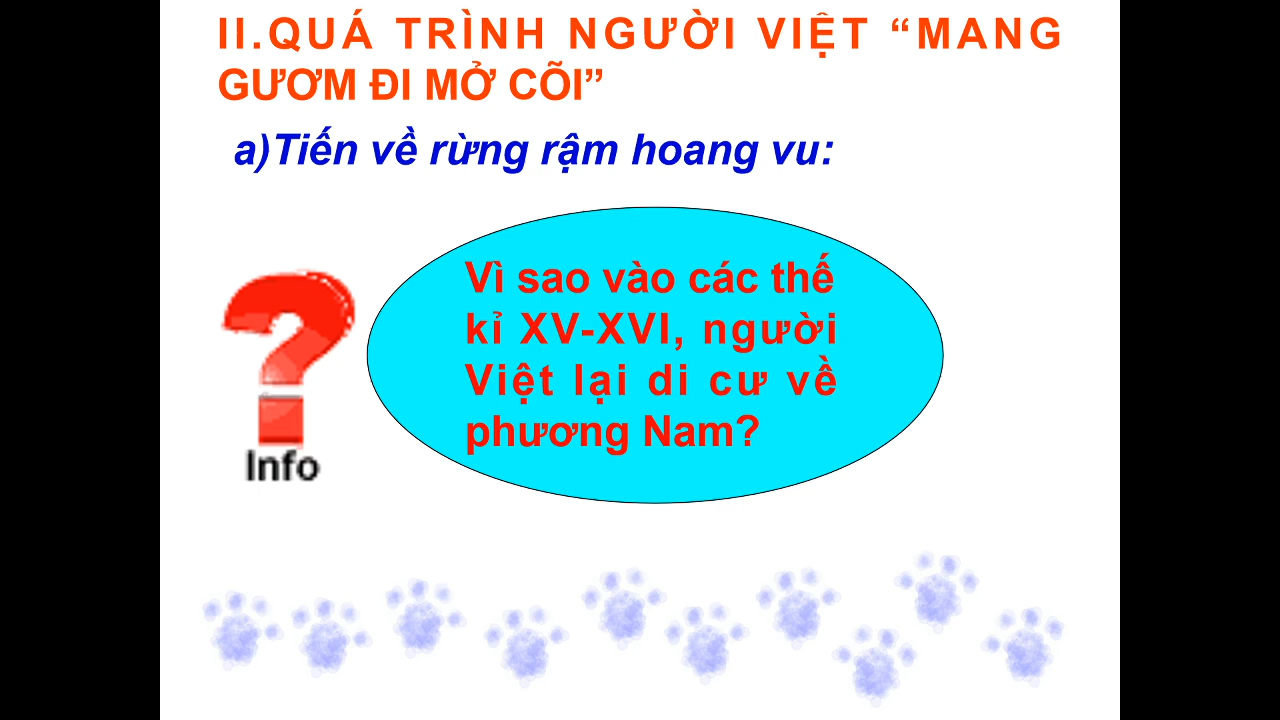 II.QUÁ TRÌNH NGƯỜI VIỆT “MANG
GƯƠM ĐI MỞ CÕI”
a)Tiến về rừng rậm hoang vu:
Vì sao vào các thế
kỉ XV-XVI, người
Việt lại di cư về
phương Nam?
Info